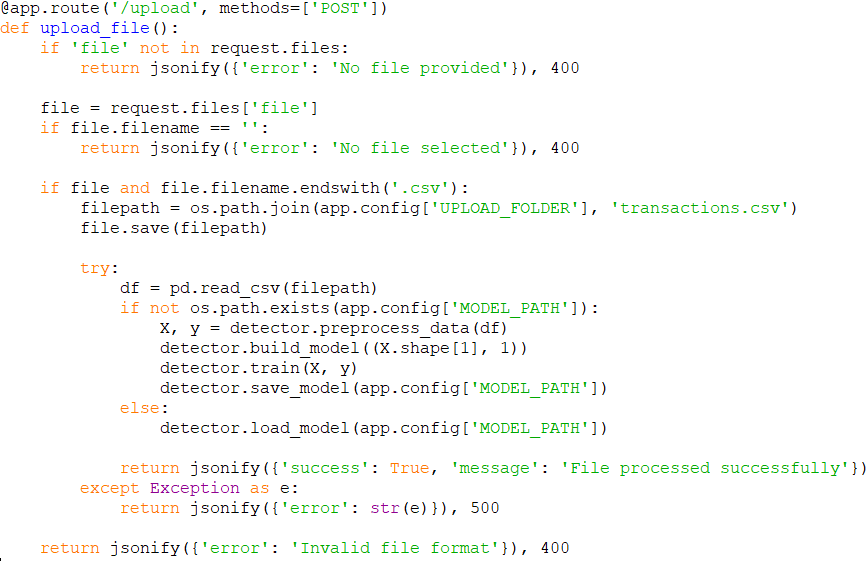 @app.route('/upload', methods=['POST'])
def upload_file():
    if 'file' not in request.files:
        return jsonify({'error': 'No file provided'}), 400

    file = request.files['file']
    if file.filename == '':
        return jsonify({'error': 'No file selected'}), 400

    if file and file.filename.endswith('.csv'):
        filepath = os.path.join(app.config['UPLOAD_FOLDER'], 'transactions.csv')
        file.save(filepath)

        try:
            df = pd.read_csv(filepath)
            if not os.path.exists(app.config['MODEL_PATH']):
                X, y = detector.preprocess_data(df)
                detector.build_model((X.shape[1], 1))
                detector.train(X, y)
                detector.save_model(app.config['MODEL_PATH'])
            else:
                detector.load_model(app.config['MODEL_PATH'])

            return jsonify({'success': True, 'message': 'File processed successfully'})
        except Exception as e:
            return jsonify({'error': str(e)}), 500

    return jsonify({'error': 'Invalid file format'}), 400